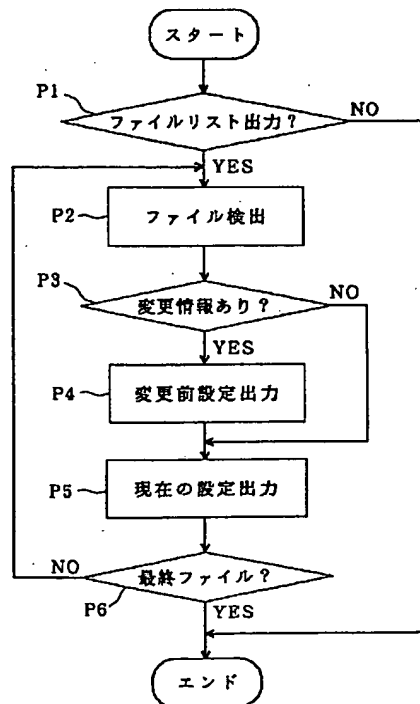 スタート
P1
ファイルリスト出力？
NO
YES
P2
ファイル検出
P3
変更情報あり？
NO
YES
P4
変更前設定出力
P5
現在の設定出力
NO
最終ファイル？
P6
YES
エンド